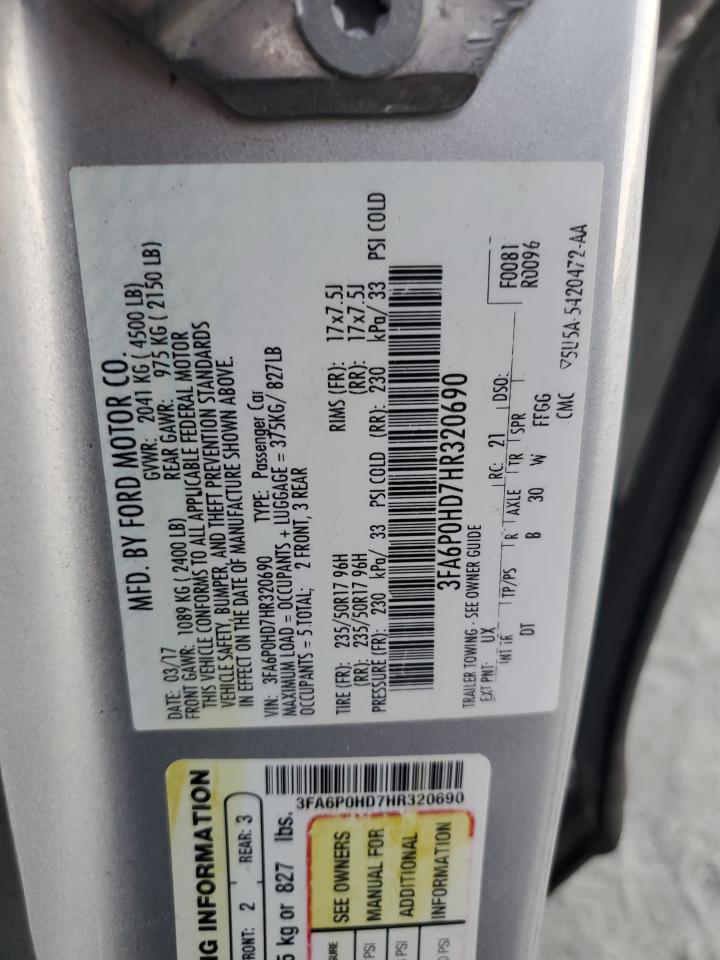 MFD. BY FORD MOTOR CO.
DATE: 03/17 GVWR: 2041 KG ( 4500 LB)
FRONT GAWR: 1089 KG ( 2400 LB) REAR GAWR: 975 KG ( 2150 LB)
THIS VEHICLE CONFORMS TO ALL APPLICABLE FEDERAL MOTOR
VEHICLE SAFETY, BUMPER, AND THEFT PREVENTION STANDARDS
IN EFFECT ON THE DATE OF MANUFACTURE SHOWN ABOVE.
VIN: 3FA6P0HD7HR320690 TYPE: Passenger Car
MAXIMUM LOAD = OCCUPANTS + LUGGAGE = 375KG/ 827LB
OCCUPANTS = 5 TOTAL; 2 FRONT, 3 REAR
TIRE (FR): 235/50R17 96H RIMS (FR): 17x7.5J
(RR): 235/50R17 96H (RR): 17x7.5J
PRESSURE (FR): 230 kPa/ 33 PSI COLD (RR): 230 kPa/ 33 PSI COLD
3FA6P0HD7HR320690
TRAILER TOWING - SEE OWNER GUIDE
EXT PNT: UX RC: 21 DSO: F0081
R0096
INT TR TP/PS R AXLE TR SPR
DT B 30 W FFGG
CMC ▽5U5A-5420472-AA
3FA6P0HD7HR320690
NG INFORMATION
FRONT: 2 REAR: 3
5 kg or 827 lbs.
SEE OWNERS
MANUAL FOR
ADDITIONAL
INFORMATION
PSI
PSI
PSI